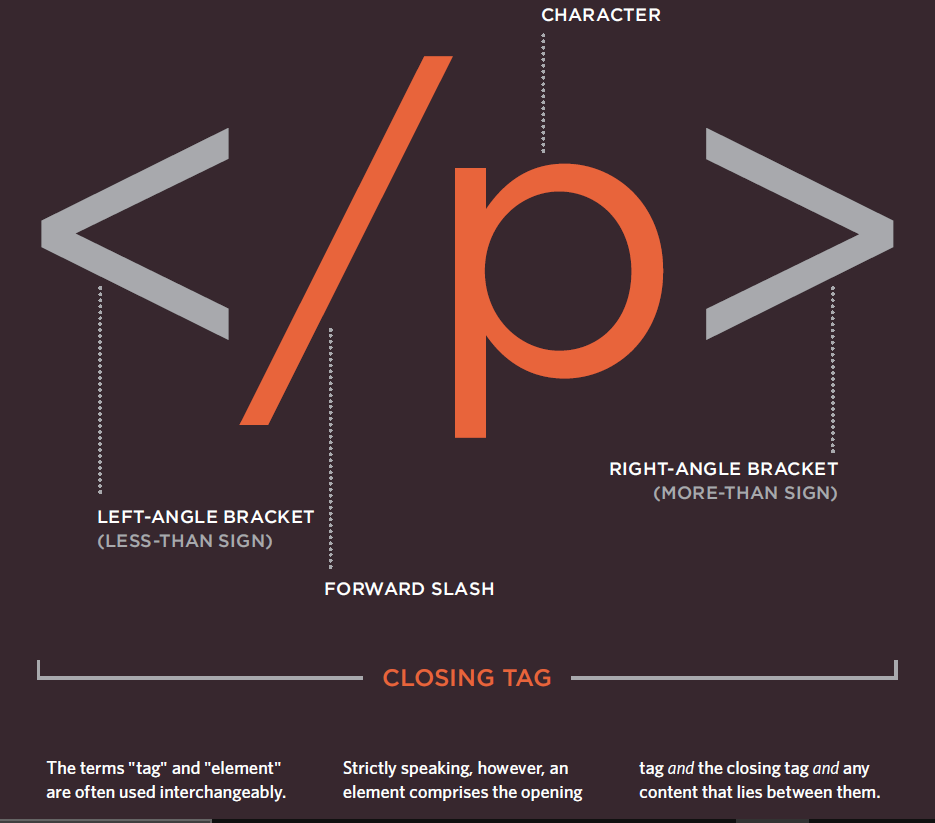 CHARACTER
</p>
LEFT-ANGLE BRACKET
(LESS-THAN SIGN)
FORWARD SLASH
RIGHT-ANGLE BRACKET
(MORE-THAN SIGN)
CLOSING TAG
The terms "tag" and "element"
are often used interchangeably.
Strictly speaking, however, an
element comprises the opening
tag and the closing tag and any
content that lies between them.